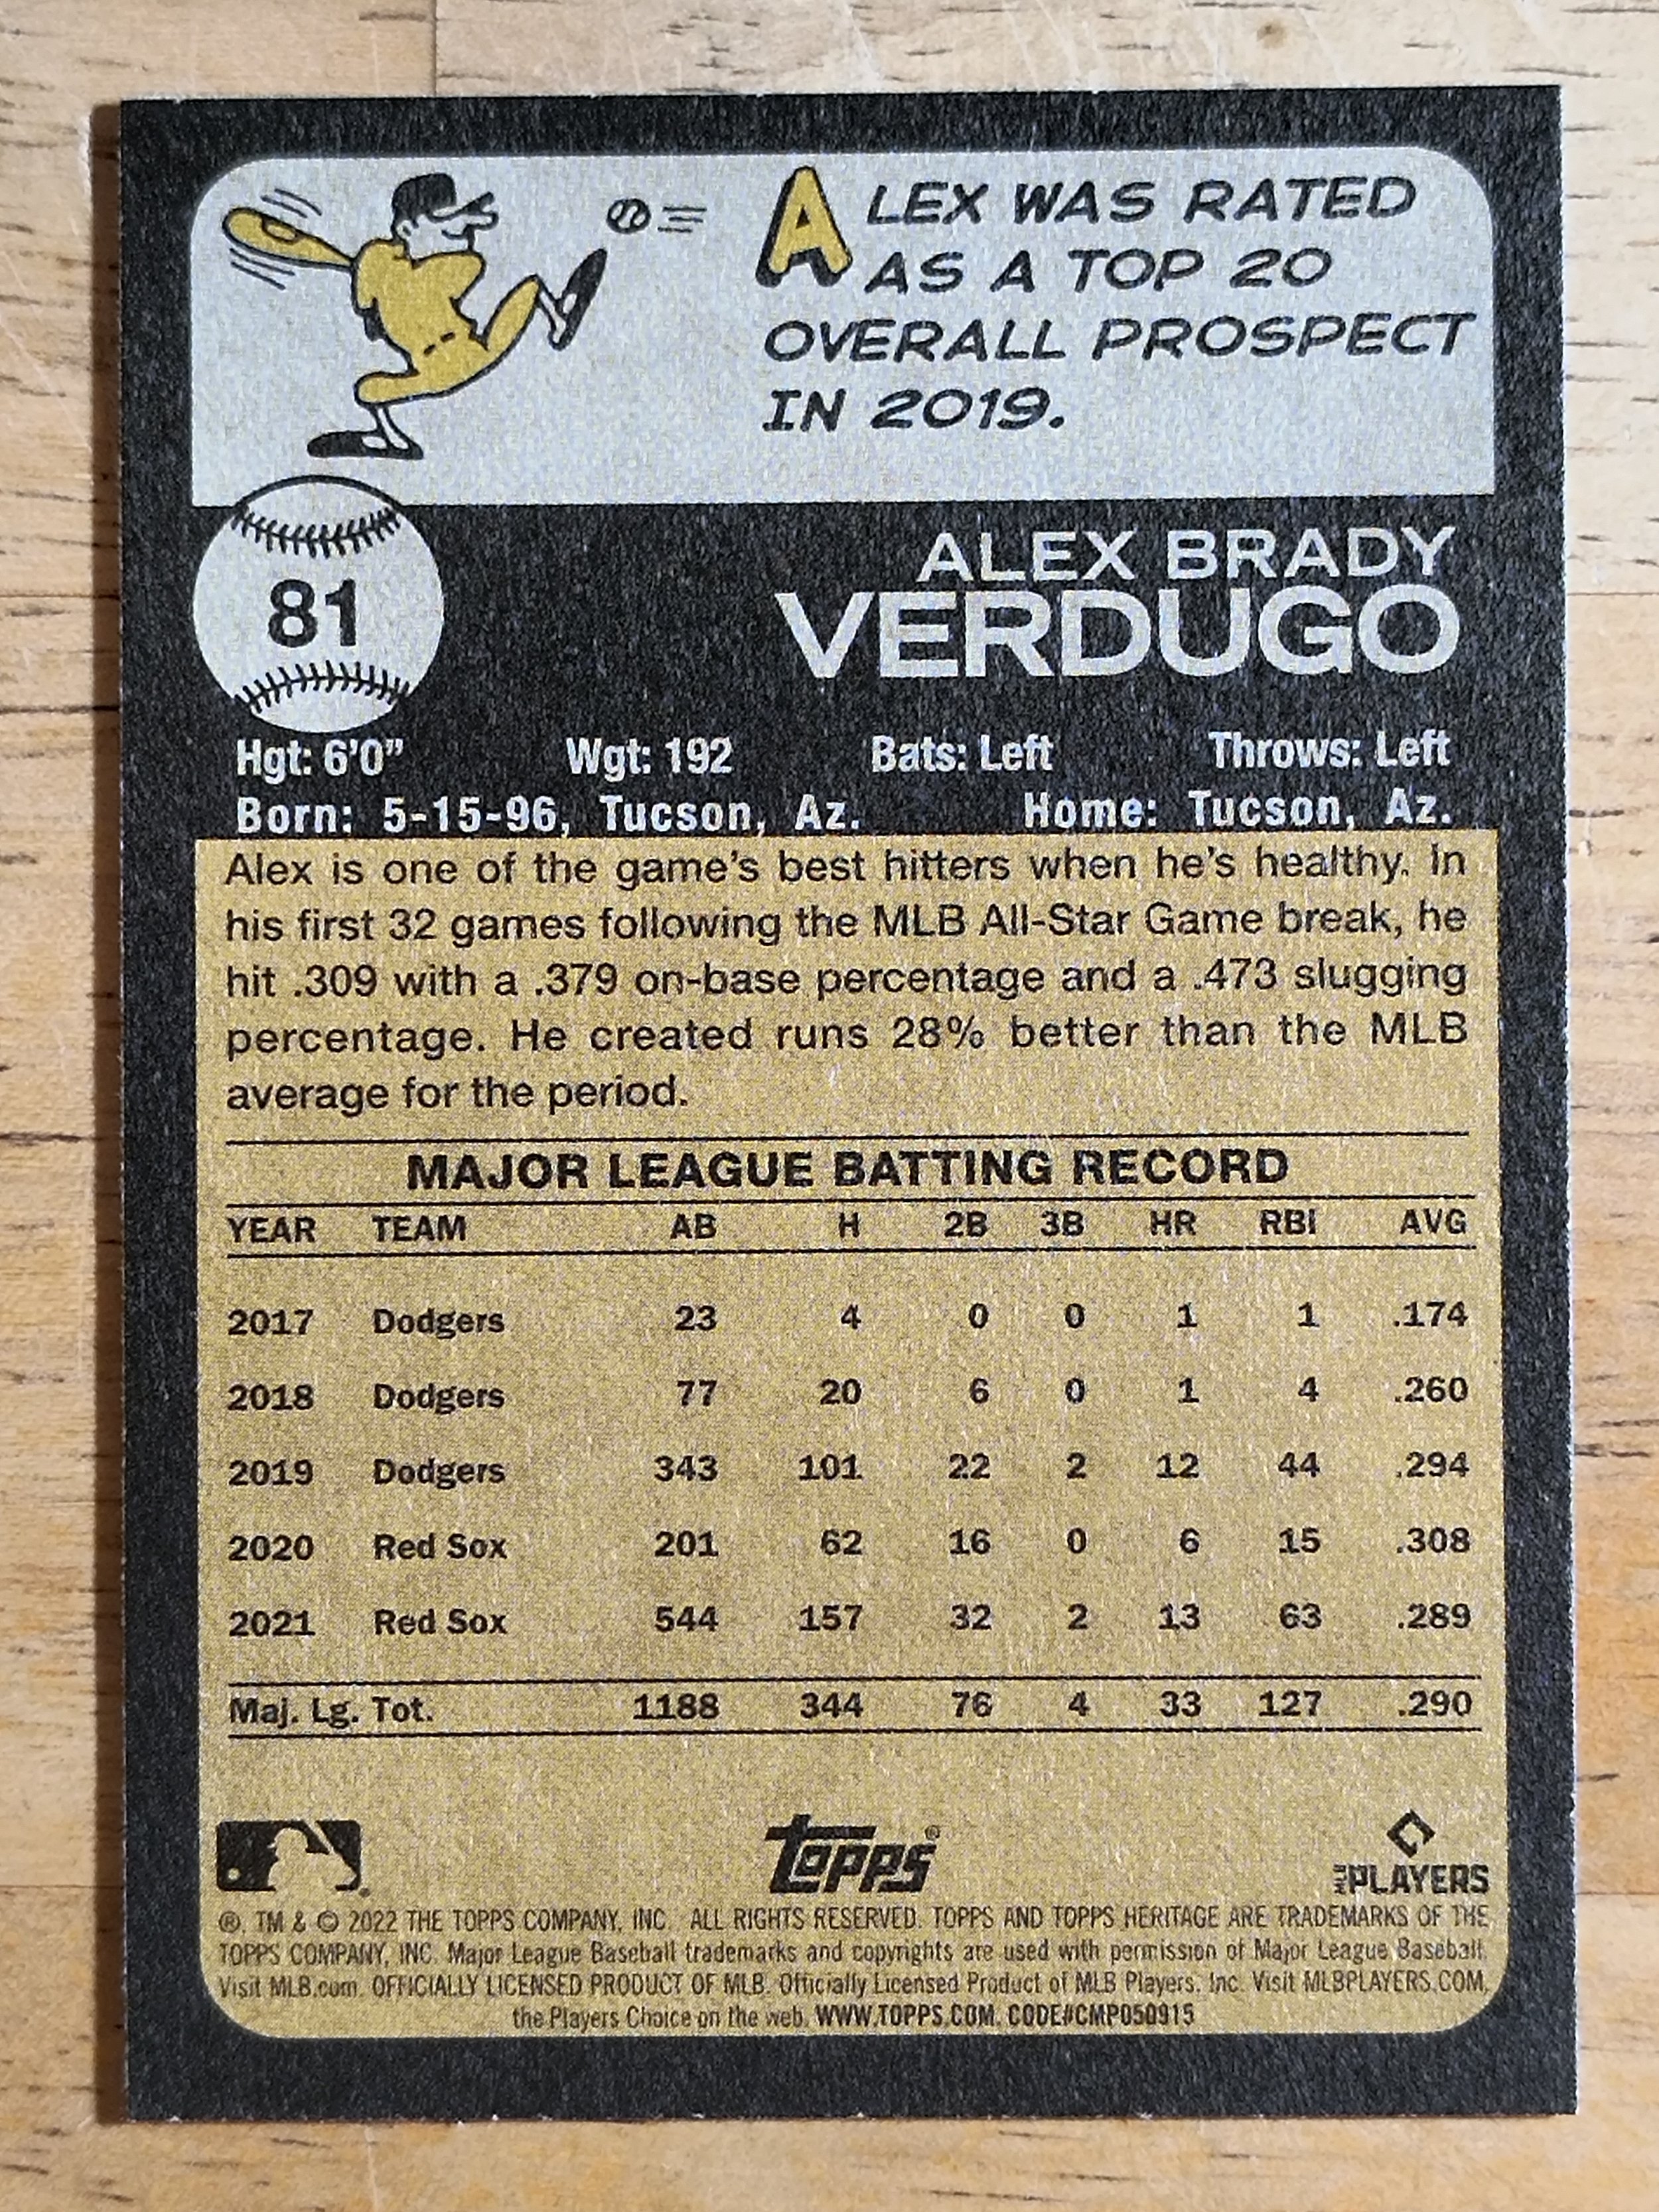 ALEX WAS RATED
AS A TOP 20
OVERALL PROSPECT
IN 2019.
81
ALEX BRADY
VERDUGO
Hgt: 6'0" Wgt: 192 Bats: Left Throws: Left
Born: 5-15-96, Tucson, Az. Home: Tucson, Az.
Alex is one of the game's best hitters when he's healthy. In
his first 32 games following the MLB All-Star Game break, he
hit .309 with a .379 on-base percentage and a .473 slugging
percentage. He created runs 28% better than the MLB
average for the period.
MAJOR LEAGUE BATTING RECORD
YEAR TEAM AB H 2B 3B HR RBI AVG
2017 Dodgers 23 4 0 0 1 1 .174
2018 Dodgers 77 20 6 0 1 4 .260
2019 Dodgers 343 101 22 2 12 44 .294
2020 Red Sox 201 62 16 0 6 15 .308
2021 Red Sox 544 157 32 2 13 63 .289
Maj. Lg. Tot. 1188 344 76 4 33 127 .290
topps®
MLB PLAYERS
®, TM & © 2022 THE TOPPS COMPANY, INC. ALL RIGHTS RESERVED. TOPPS AND TOPPS HERITAGE ARE TRADEMARKS OF THE
TOPPS COMPANY, INC. Major League Baseball trademarks and copyrights are used with permission of Major League Baseball.
Visit MLB.com. OFFICIALLY LICENSED PRODUCT OF MLB. Officially Licensed Product of MLB Players, Inc. Visit MLBPLAYERS.COM,
the Players Choice on the web. WWW.TOPPS.COM. CODE#CMP050915